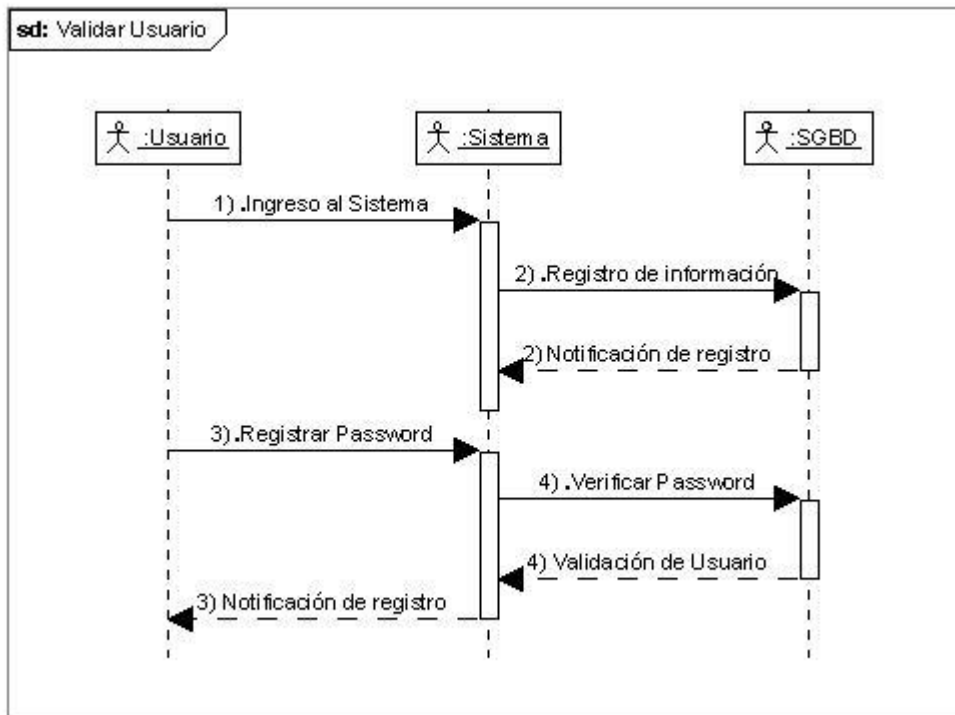 sd: Validar Usuario
:Usuario
:Sistema
:SGBD
1) .Ingreso al Sistema
2) .Registro de información
2) Notificación de registro
3) .Registrar Password
4) .Verificar Password
4) Validación de Usuario
3) Notificación de registro